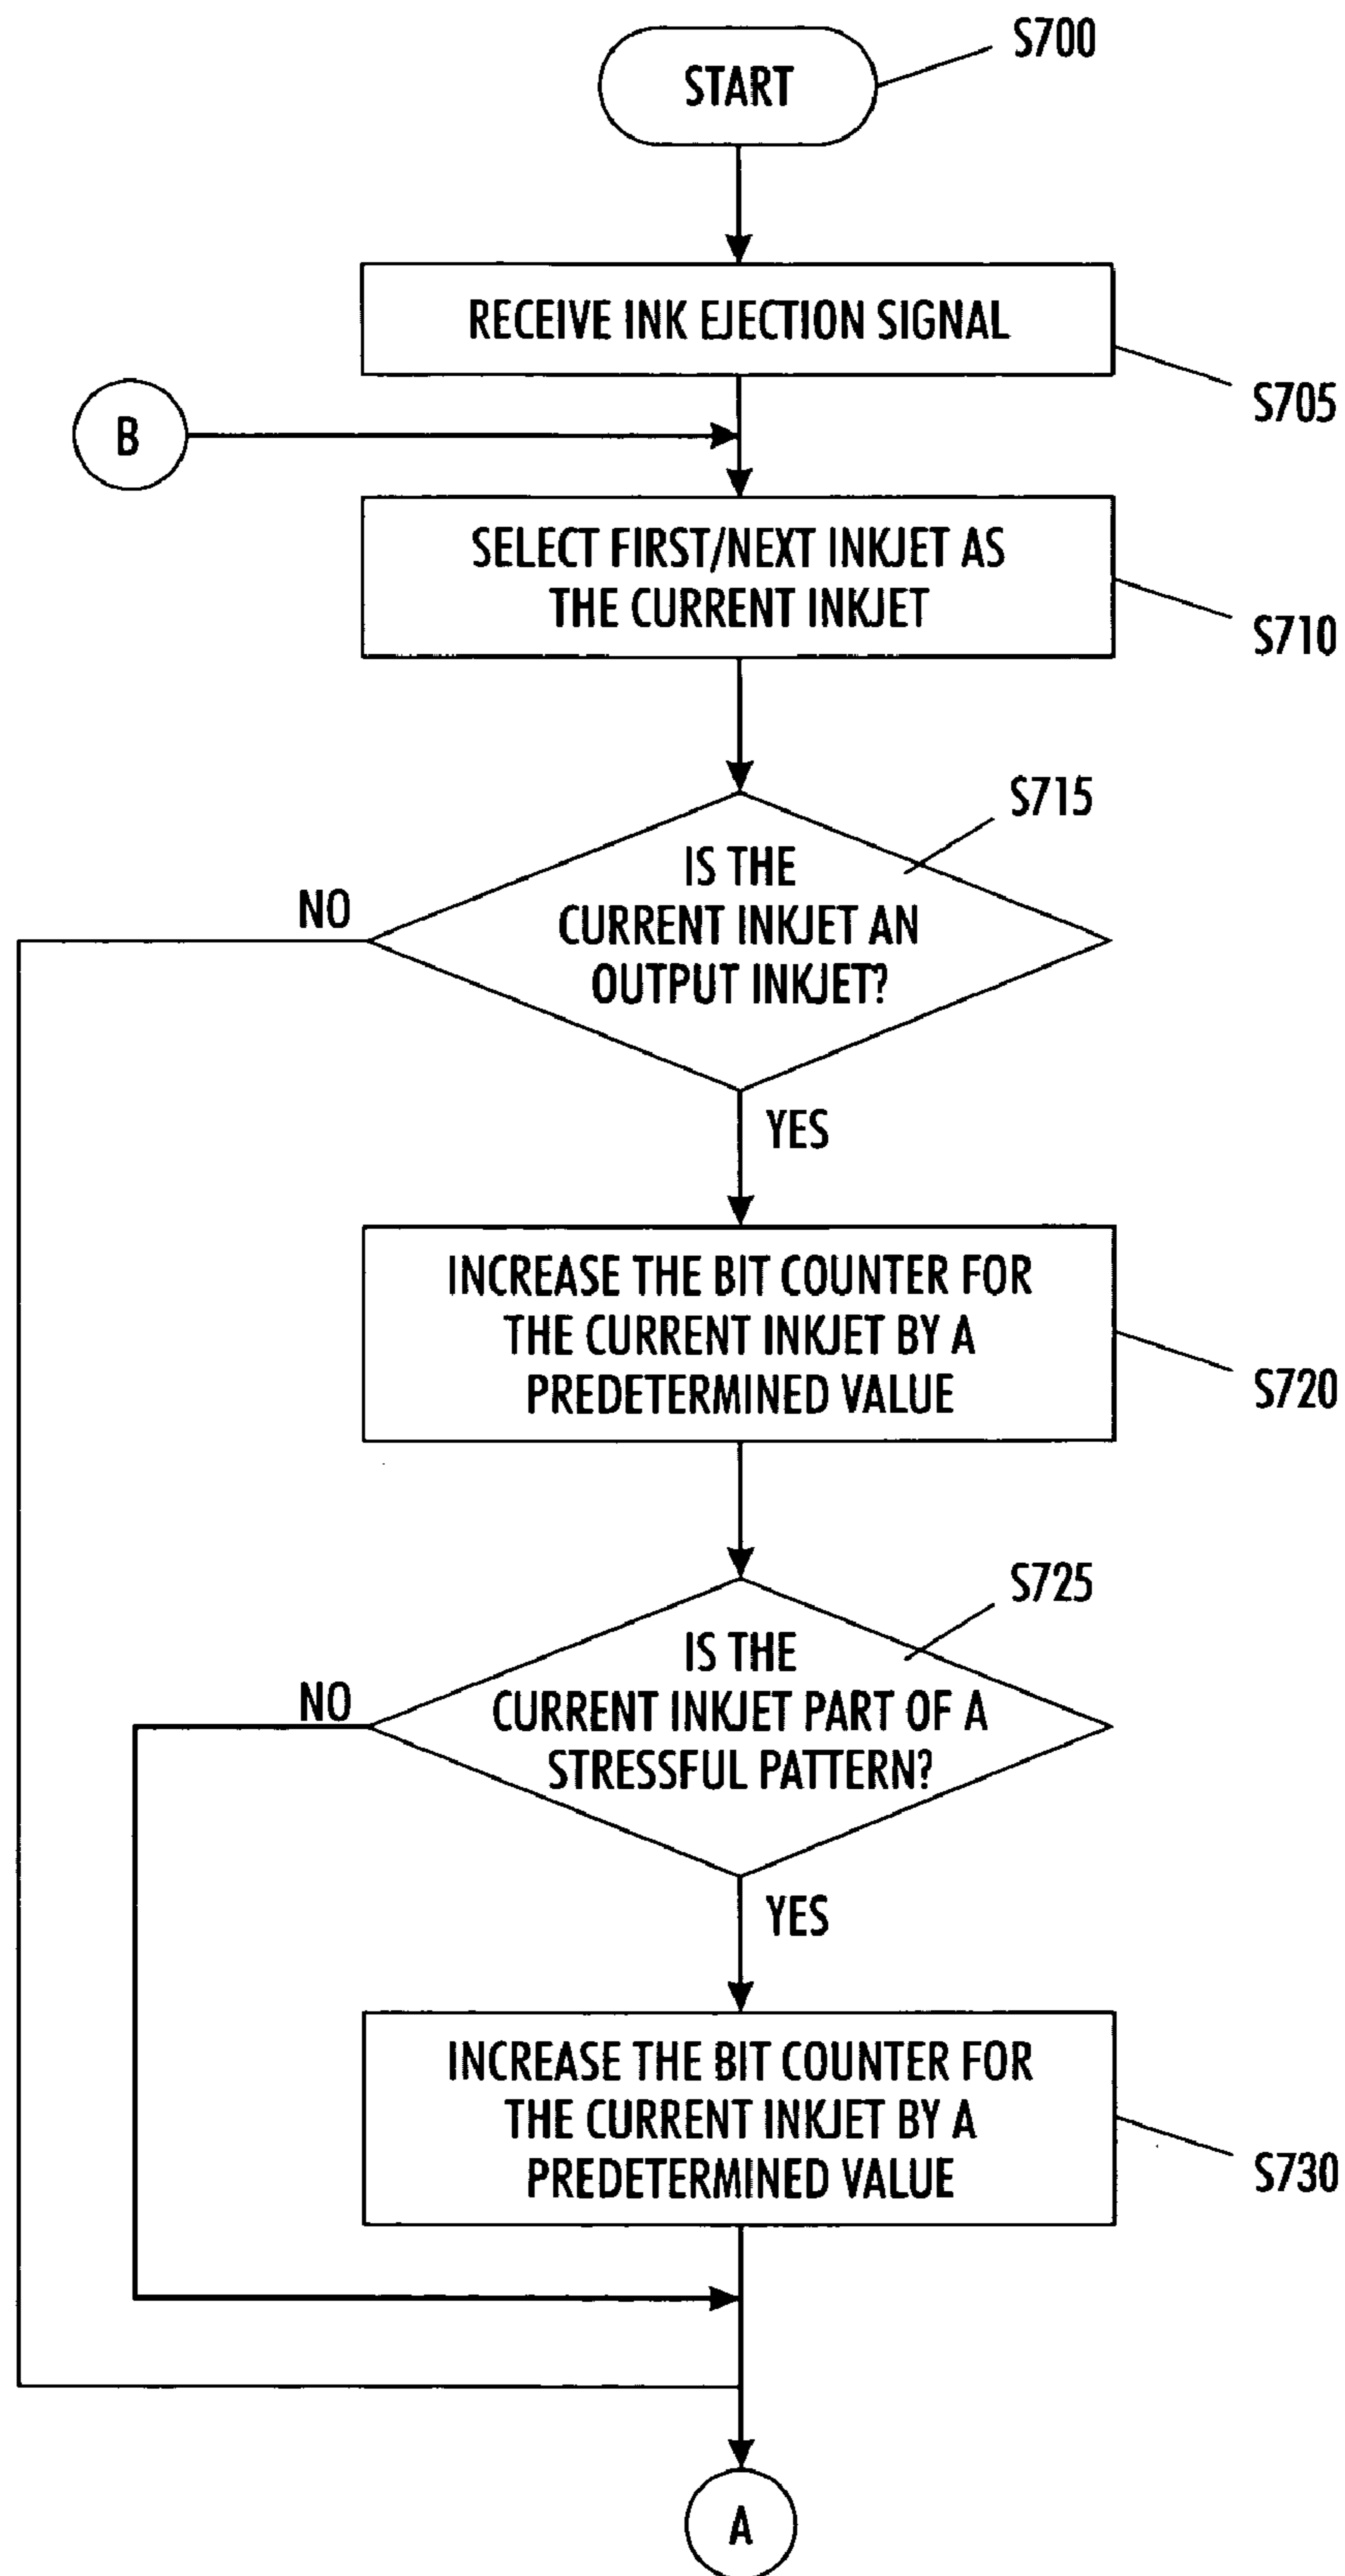 START
S700
RECEIVE INK EJECTION SIGNAL
S705
B
SELECT FIRST/NEXT INKJET AS
THE CURRENT INKJET
S710
S715
IS THE
CURRENT INKJET AN
OUTPUT INKJET?
NO
YES
INCREASE THE BIT COUNTER FOR
THE CURRENT INKJET BY A
PREDETERMINED VALUE
S720
S725
IS THE
CURRENT INKJET PART OF A
STRESSFUL PATTERN?
NO
YES
INCREASE THE BIT COUNTER FOR
THE CURRENT INKJET BY A
PREDETERMINED VALUE
S730
A